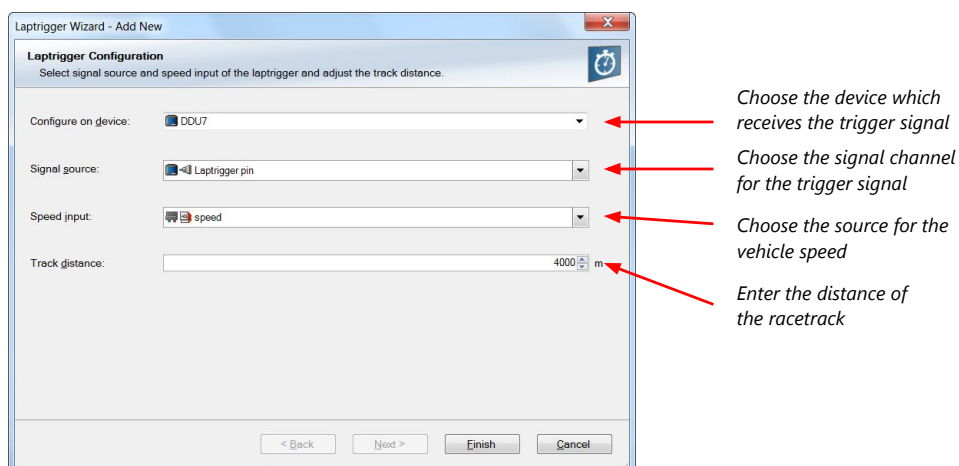 Laptrigger Wizard - Add New
Laptrigger Configuration
Select signal source and speed input of the laptrigger and adjust the track distance.
Configure on device:
DDU7
Choose the device which
receives the trigger signal
Signal source:
Laptrigger pin
Choose the signal channel
for the trigger signal
Speed input:
speed
Choose the source for the
vehicle speed
Track distance:
4000
m
Enter the distance of
the racetrack
< Back
Next >
Finish
Cancel